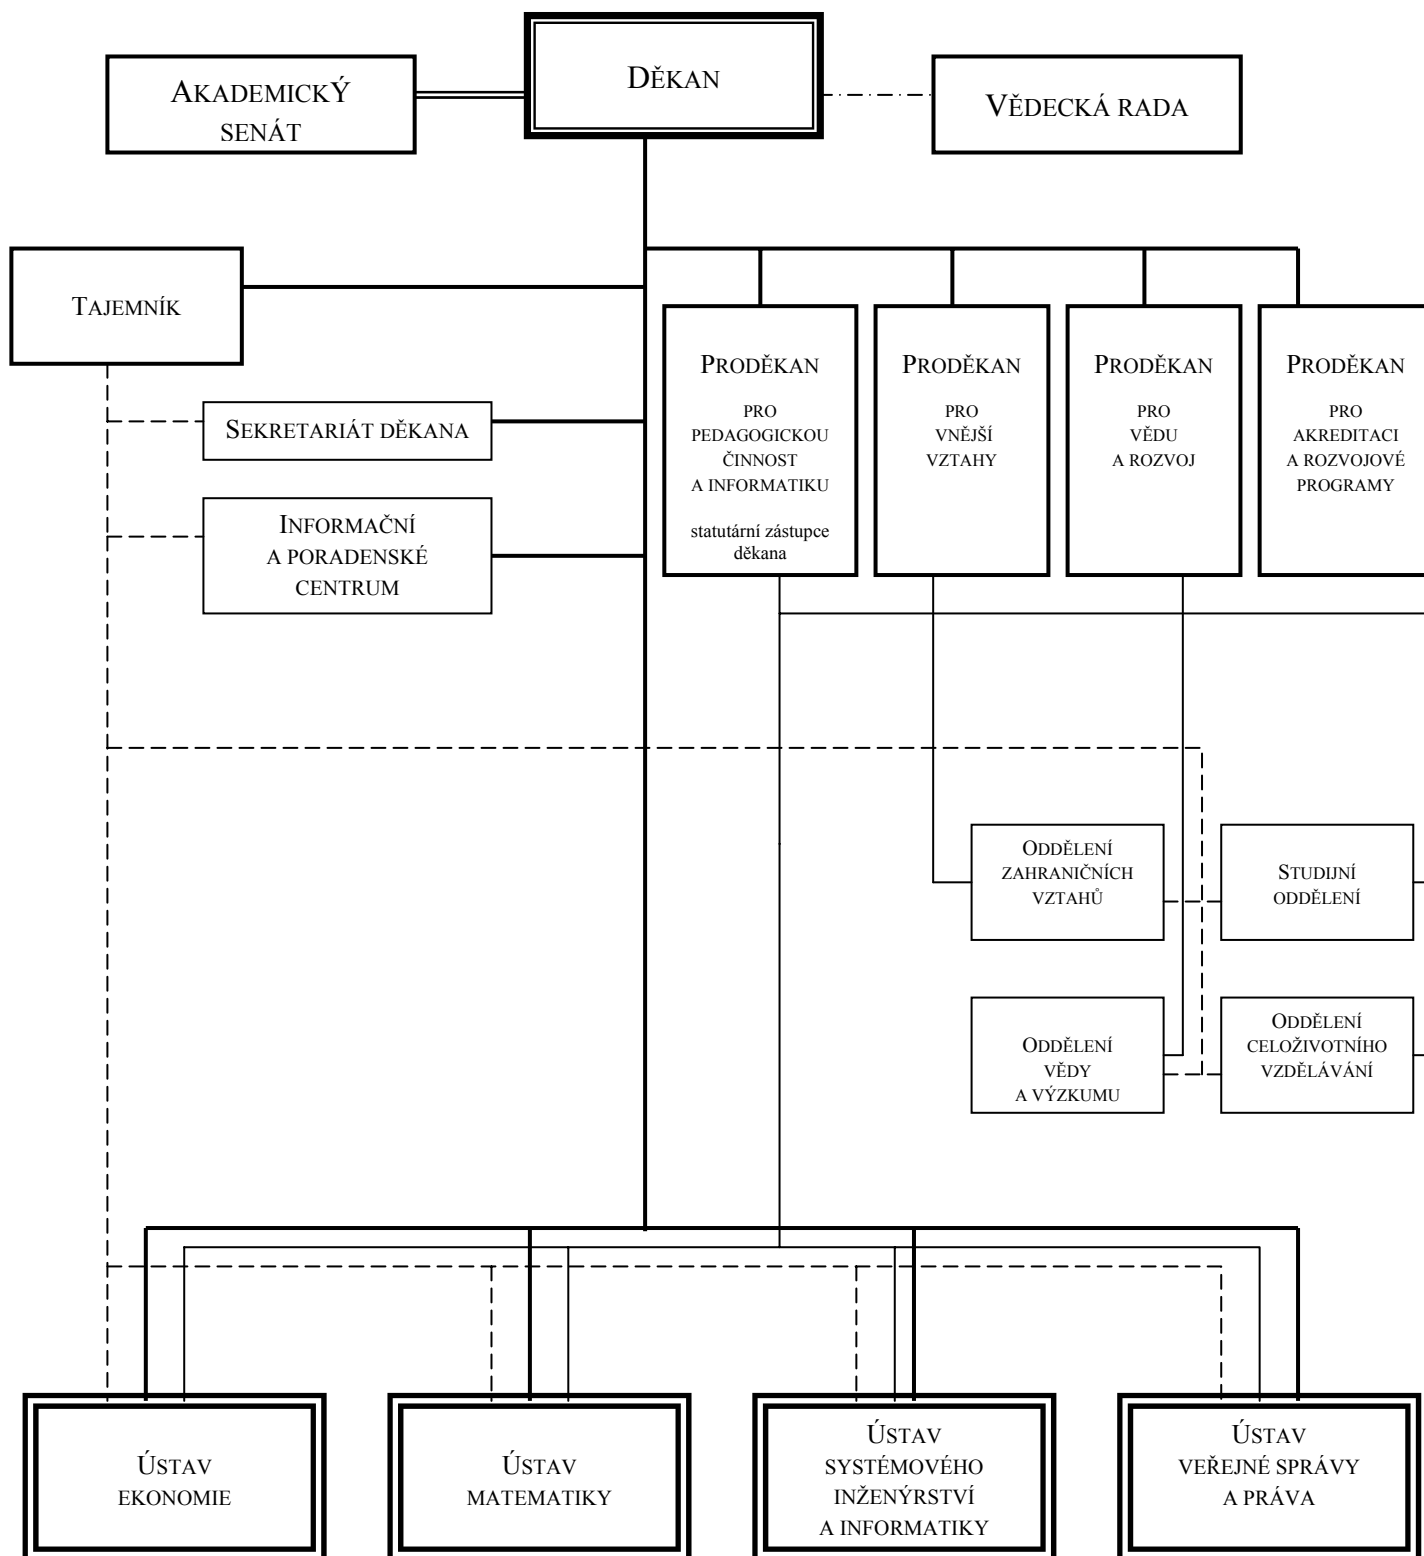 DĚKAN
AKADEMICKÝ
SENÁT
VĚDECKÁ RADA
TAJEMNÍK
SEKRETARIÁT DĚKANA
INFORMAČNÍ
A PORADENSKÉ
CENTRUM
PRODĚKAN
PRO
PEDAGOGICKOU
ČINNOST
A INFORMATIKU
statutární zástupce
děkana
PRODĚKAN
PRO
VNĚJŠÍ
VZTAHY
PRODĚKAN
PRO
VĚDU
A ROZVOJ
PRODĚKAN
PRO
AKREDITACI
A ROZVOJOVÉ
PROGRAMY
ODDĚLENÍ
ZAHRANIČNÍCH
VZTAHŮ
STUDIJNÍ
ODDĚLENÍ
ODDĚLENÍ
VĚDY
A VÝZKUMU
ODDĚLENÍ
CELOŽIVOTNÍHO
VZDĚLÁVÁNÍ
ÚSTAV
EKONOMIE
ÚSTAV
MATEMATIKY
ÚSTAV
SYSTÉMOVÉHO
INŽENÝRSTVÍ
A INFORMATIKY
ÚSTAV
VEŘEJNÉ SPRÁVY
A PRÁVA